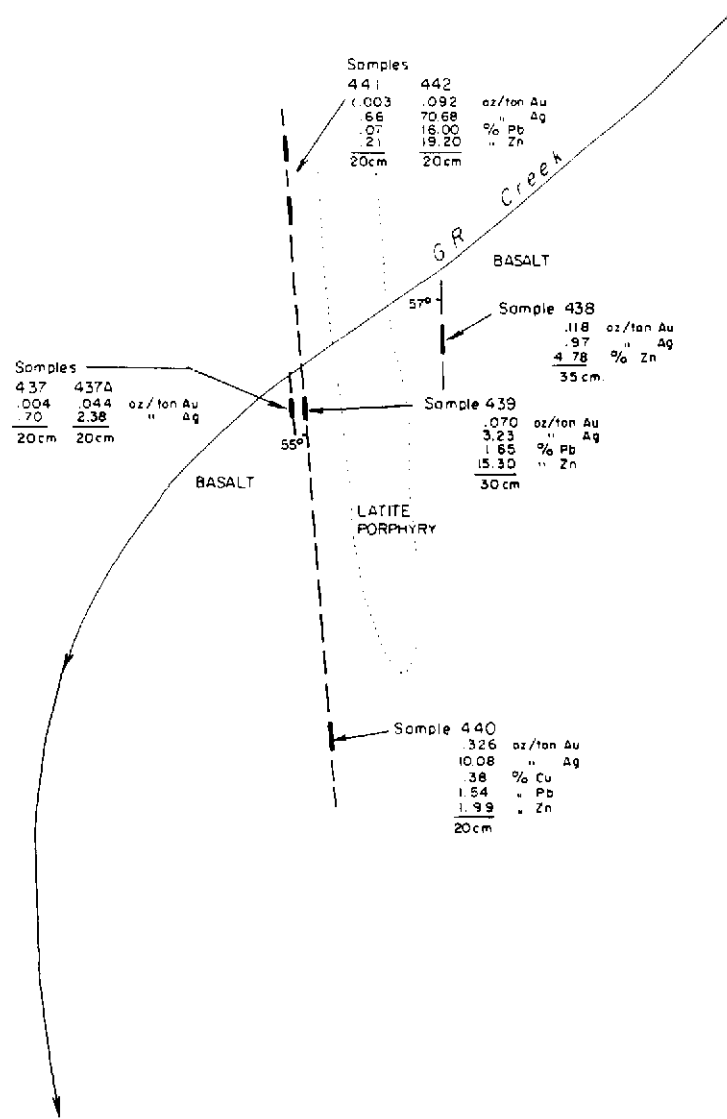 Samples
441 442
.003 .092 oz/ton Au
.66 70.68 " Ag
.07 16.00 % Pb
.21 19.20 " Zn
20cm 20cm
GR Creek
BASALT
57°
Sample 438
.118 oz/ton Au
.97 " Ag
4.78 % Zn
35 cm.
Samples
437 437A
.004 .044 oz/ton Au
.70 2.38 " Ag
20cm 20cm
55°
Sample 439
.070 oz/ton Au
3.23 " Ag
1.65 % Pb
15.30 " Zn
30cm
BASALT
LATITE
PORPHYRY
Sample 440
.326 oz/ton Au
10.08 " Ag
.38 % Cu
1.54 " Pb
1.99 " Zn
20cm